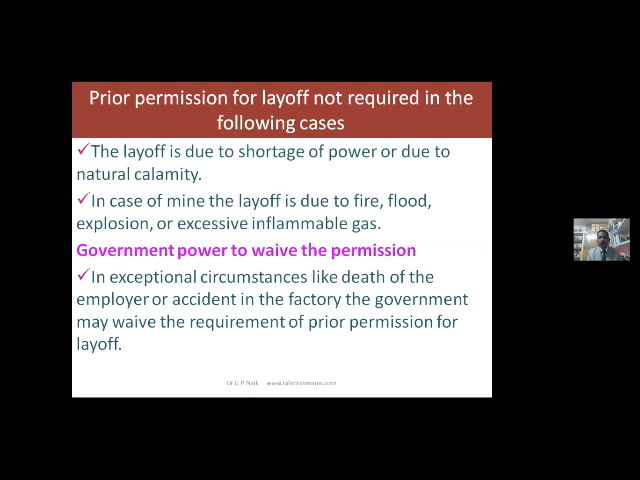 Prior permission for layoff not required in the
following cases
✓The layoff is due to shortage of power or due to
natural calamity.
✓In case of mine the layoff is due to fire, flood,
explosion, or excessive inflammable gas.
Government power to waive the permission
✓In exceptional circumstances like death of the
employer or accident in the factory the government
may waive the requirement of prior permission for
layoff.
Dr G P Naik www.talentavenues.com